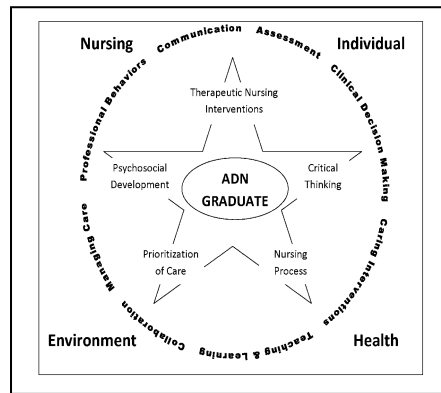 Nursing
Individual
Professional Behaviors Communication Assessment Clinical Decision Making
Caring Interventions Teaching & Learning Collaboration Managing Care
Therapeutic Nursing
Interventions
Psychosocial
Development
ADN
GRADUATE
Critical
Thinking
Prioritization
of Care
Nursing
Process
Environment
Health